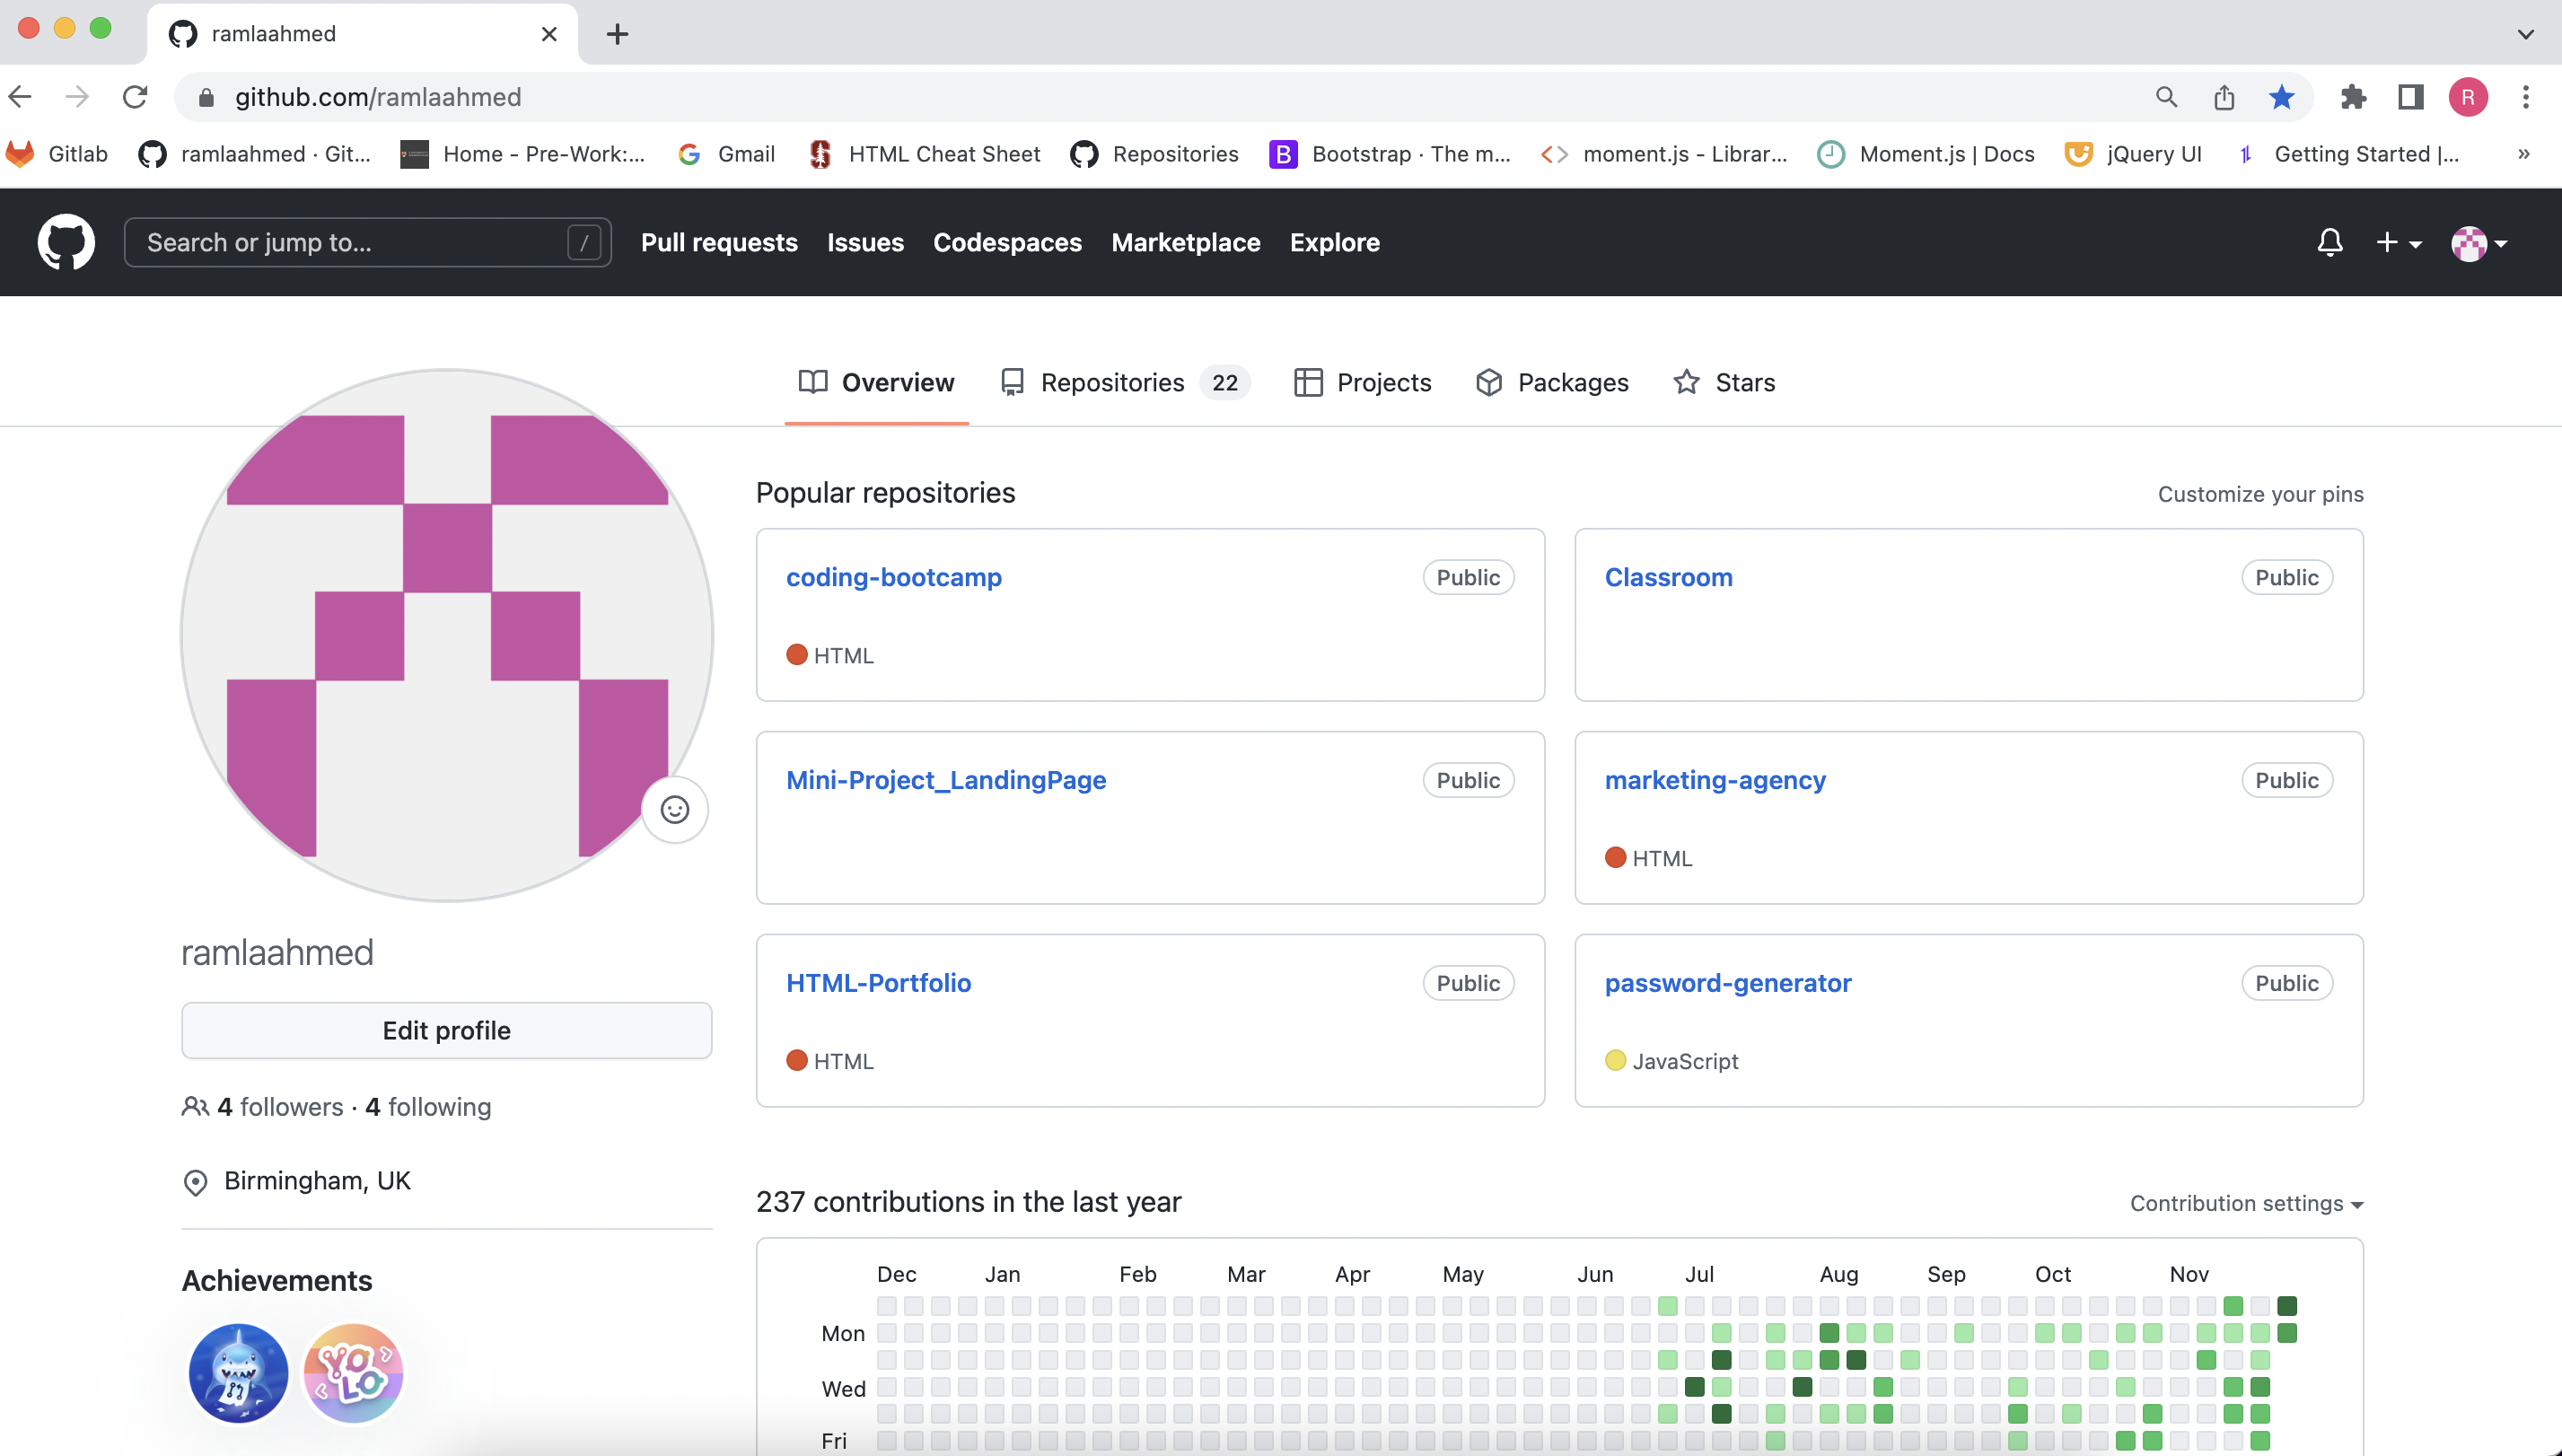 ramlaahmed
github.com/ramlaahmed
R
Gitlab
ramlaahmed · Git...
Home - Pre-Work:...
Gmail
HTML Cheat Sheet
Repositories
Bootstrap · The m...
moment.js - Librar...
Moment.js | Docs
jQuery UI
Getting Started |...
»
Search or jump to... /
Pull requests
Issues
Codespaces
Marketplace
Explore
Overview
Repositories 22
Projects
Packages
Stars
ramlaahmed
Edit profile
4 followers · 4 following
Birmingham, UK
Achievements
YOLO
Popular repositories
Customize your pins
coding-bootcamp Public
HTML
Classroom Public
Mini-Project_LandingPage Public
marketing-agency Public
HTML
HTML-Portfolio Public
HTML
password-generator Public
JavaScript
237 contributions in the last year
Contribution settings
Dec Jan Feb Mar Apr May Jun Jul Aug Sep Oct Nov
Mon
Wed
Fri